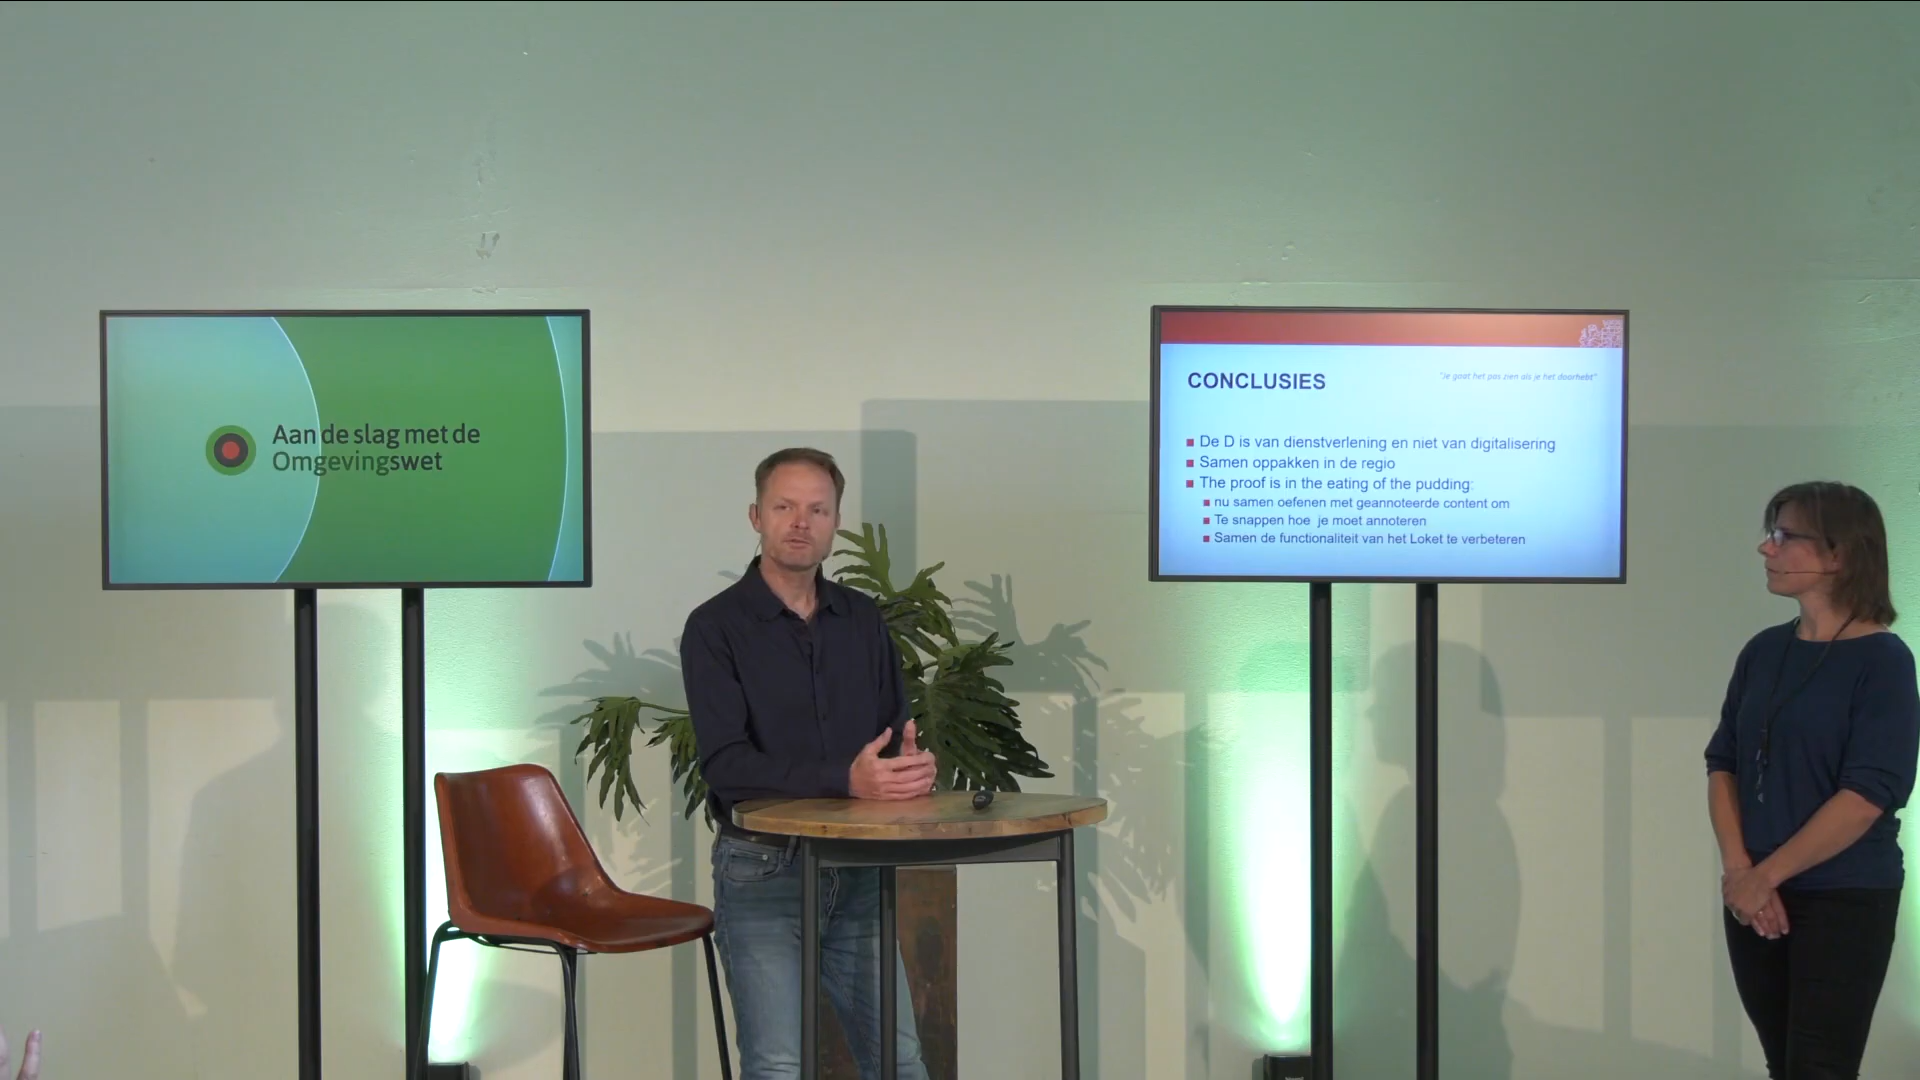 Aan de slag met de
Omgevingswet
CONCLUSIES
"Je gaat het pas zien als je het doorhebt"
De D is van dienstverlening en niet van digitalisering
Samen oppakken in de regio
The proof is in the eating of the pudding:
nu samen oefenen met geannoteerde content om
Te snappen hoe je moet annoteren
Samen de functionaliteit van het Loket te verbeteren